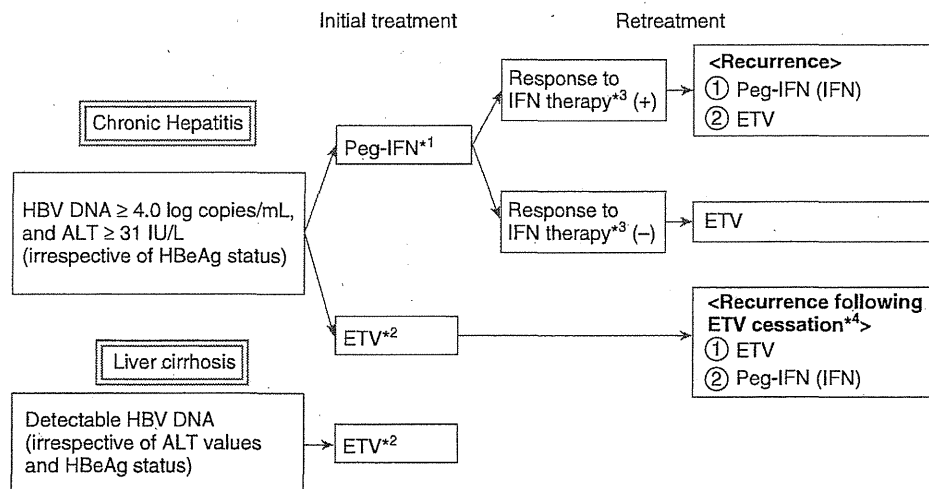 Initial treatment
Retreatment
Chronic Hepatitis
HBV DNA ≥ 4.0 log copies/mL,
and ALT ≥ 31 IU/L
(irrespective of HBeAg status)
Peg-IFN*1
Response to
IFN therapy*3 (+)
<Recurrence>
① Peg-IFN (IFN)
② ETV
Response to
IFN therapy*3 (–)
ETV
ETV*2
<Recurrence following
ETV cessation*4>
① ETV
② Peg-IFN (IFN)
Liver cirrhosis
Detectable HBV DNA
(irrespective of ALT values
and HBeAg status)
ETV*2